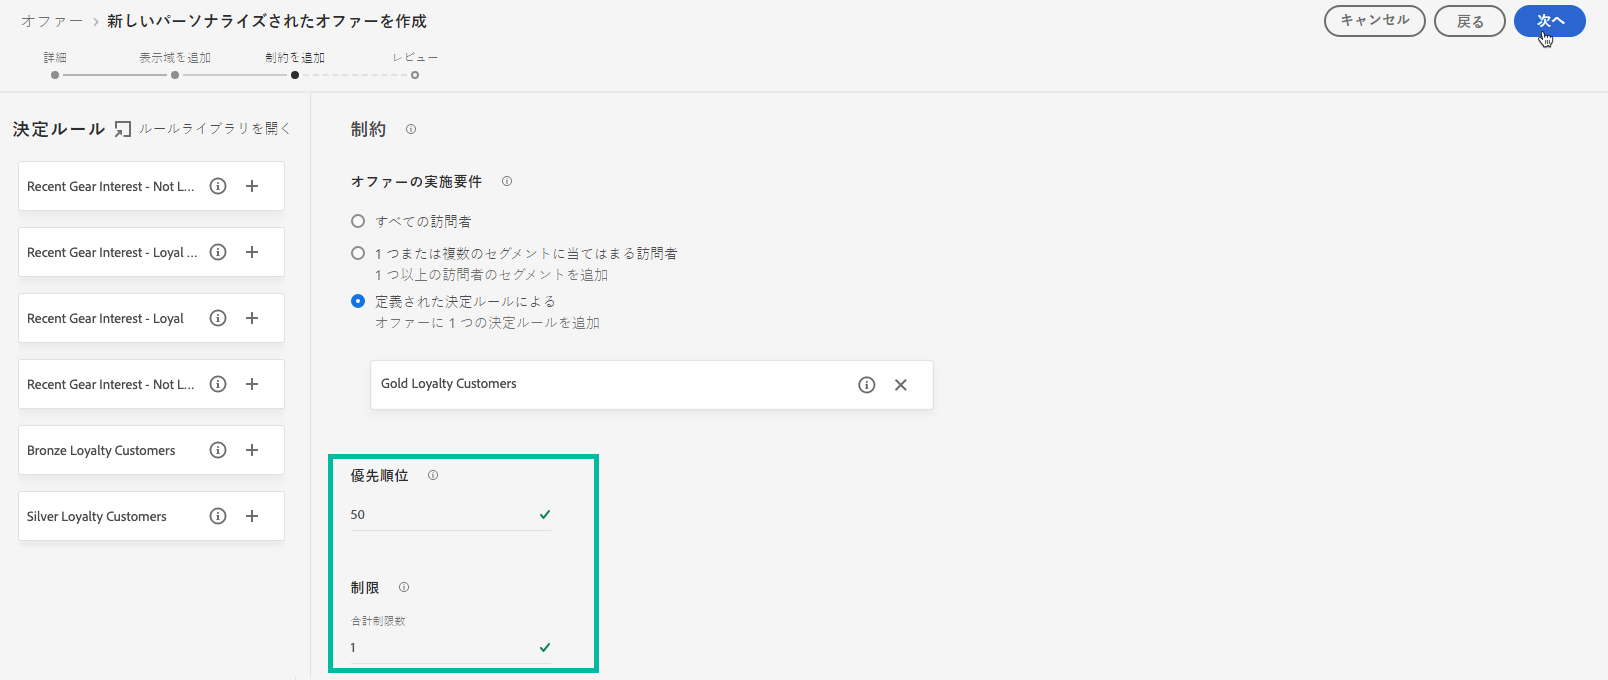 オファー > 新しいパーソナライズされたオファーを作成
キャンセル
戻る
次へ
詳細
表示域を追加
制約を追加
レビュー
決定ルール
ルールライブラリを開く
Recent Gear Interest - Not L...
Recent Gear Interest - Loyal ...
Recent Gear Interest - Loyal
Recent Gear Interest - Not L...
Bronze Loyalty Customers
Silver Loyalty Customers
制約
オファーの実施要件
すべての訪問者
1 つまたは複数のセグメントに当てはまる訪問者
1 つ以上の訪問者のセグメントを追加
定義された決定ルールによる
オファーに 1 つの決定ルールを追加
Gold Loyalty Customers
優先順位
50
制限
合計制限数
1